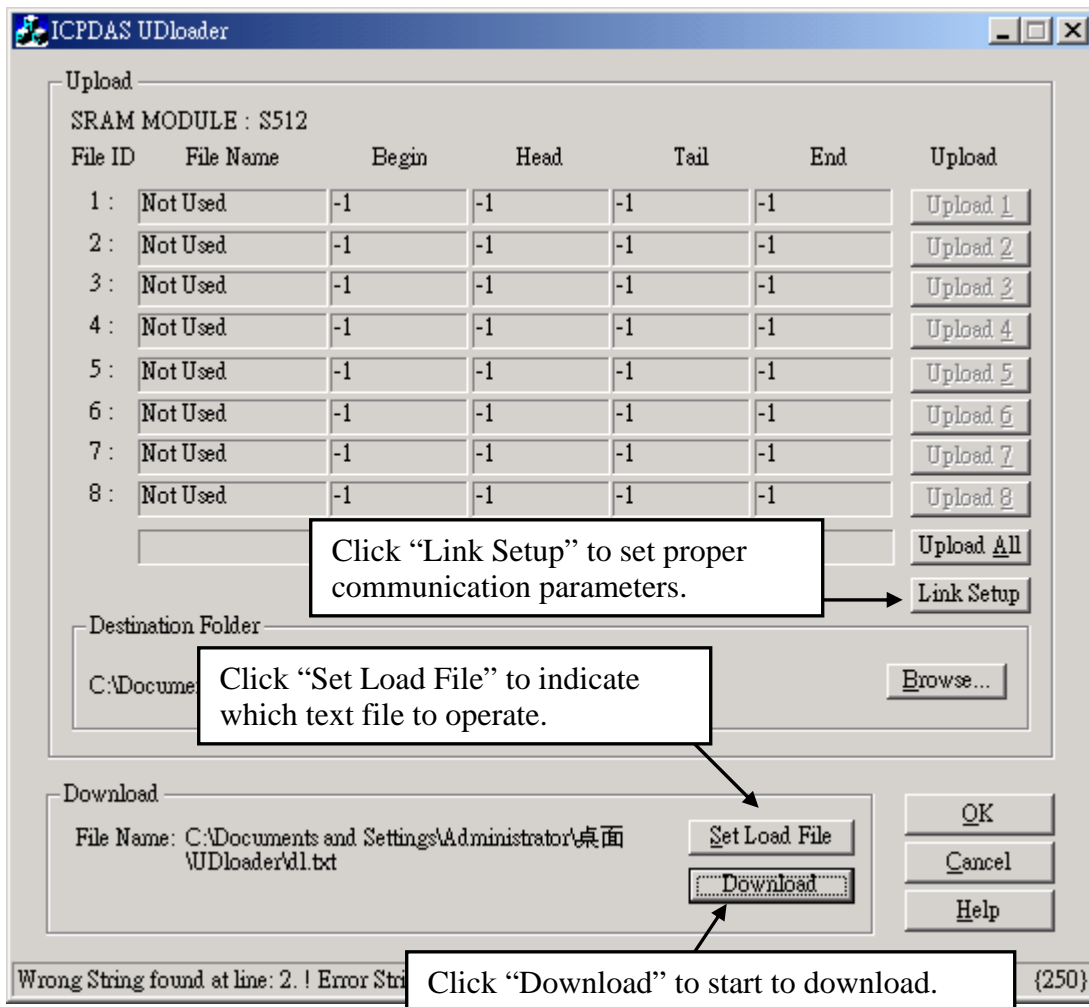 ICPDAS UDloader
Upload
SRAM MODULE : S512
File ID File Name Begin Head Tail End Upload
1 : Not Used -1 -1 -1 -1 Upload 1
2 : Not Used -1 -1 -1 -1 Upload 2
3 : Not Used -1 -1 -1 -1 Upload 3
4 : Not Used -1 -1 -1 -1 Upload 4
5 : Not Used -1 -1 -1 -1 Upload 5
6 : Not Used -1 -1 -1 -1 Upload 6
7 : Not Used -1 -1 -1 -1 Upload 7
8 : Not Used -1 -1 -1 -1 Upload 8
Upload All
Click “Link Setup” to set proper
communication parameters.
Link Setup
Destination Folder
C:\Docume
Browse...
Click “Set Load File” to indicate
which text file to operate.
Download
File Name: C:\Documents and Settings\Administrator\桌面
\UDloader\dl.txt
Set Load File
Download
OK
Cancel
Help
Wrong String found at line: 2. ! Error Stri {250}
Click “Download” to start to download.